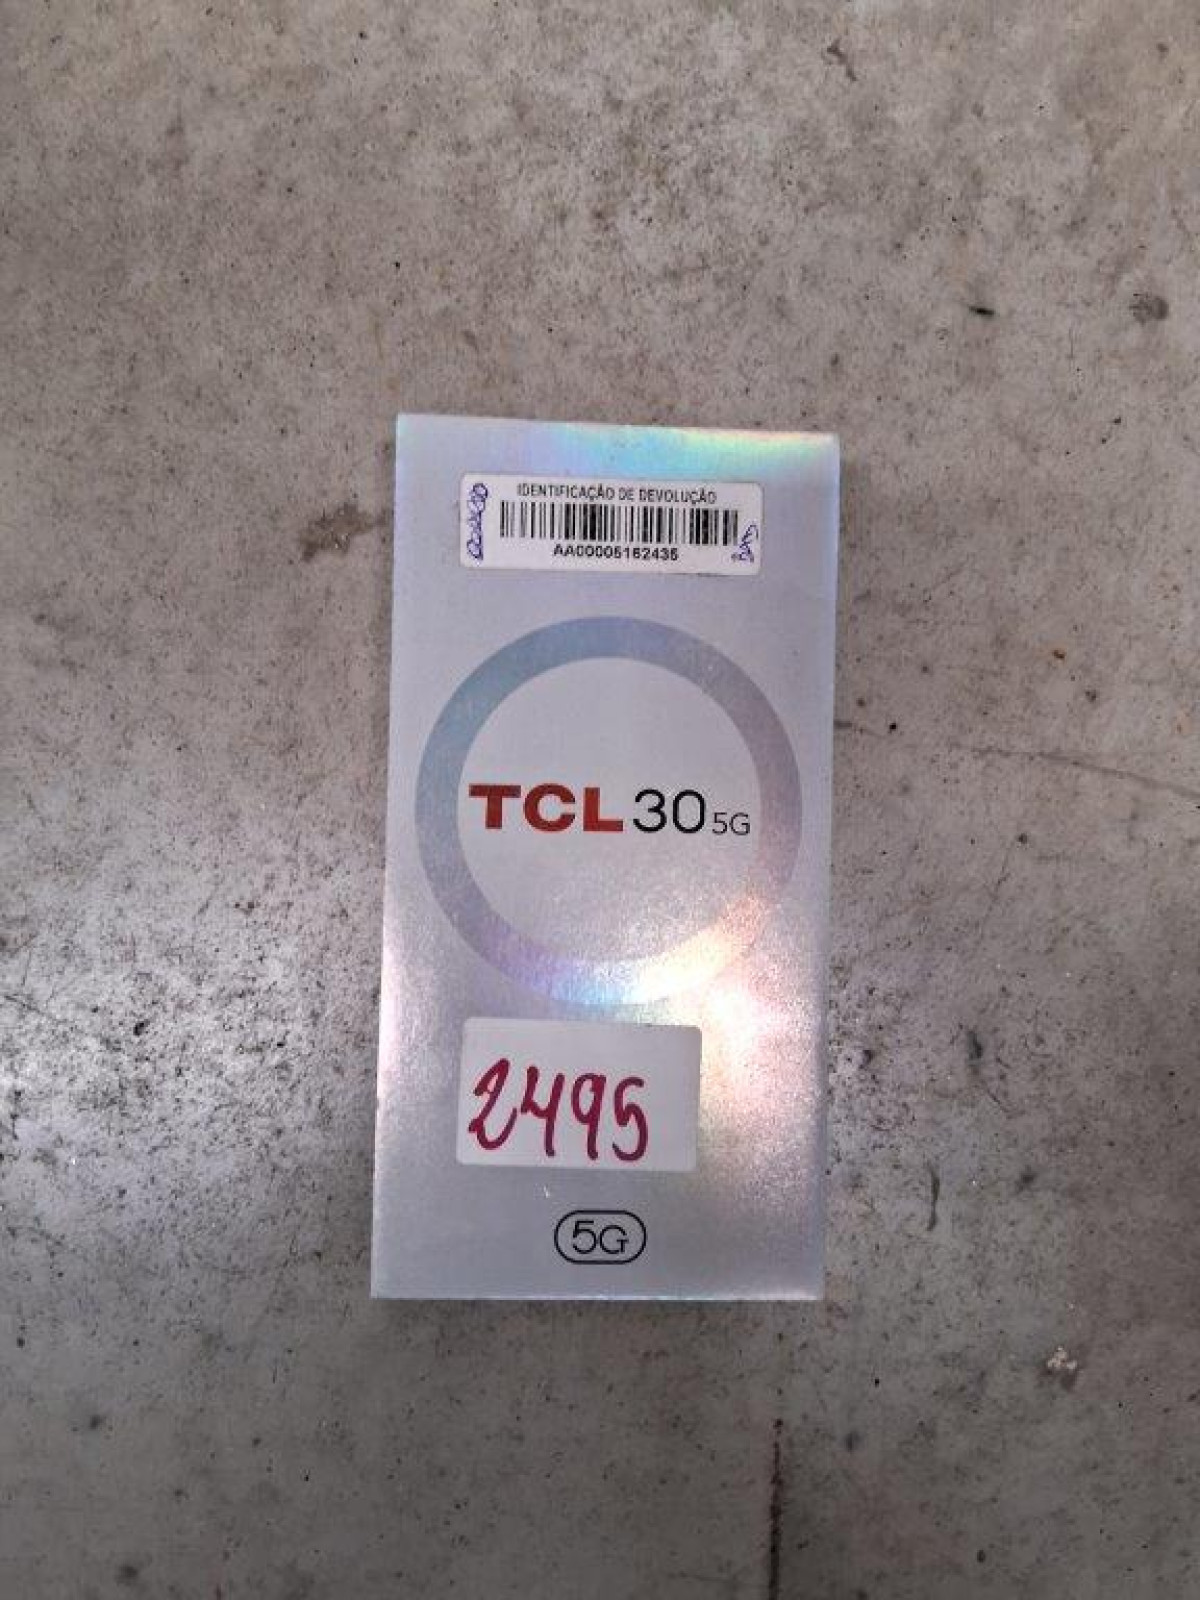 IDENTIFICAÇÃO DE DEVOLUÇÃO
AA00005162435
TCL 30 5G
2495
5G